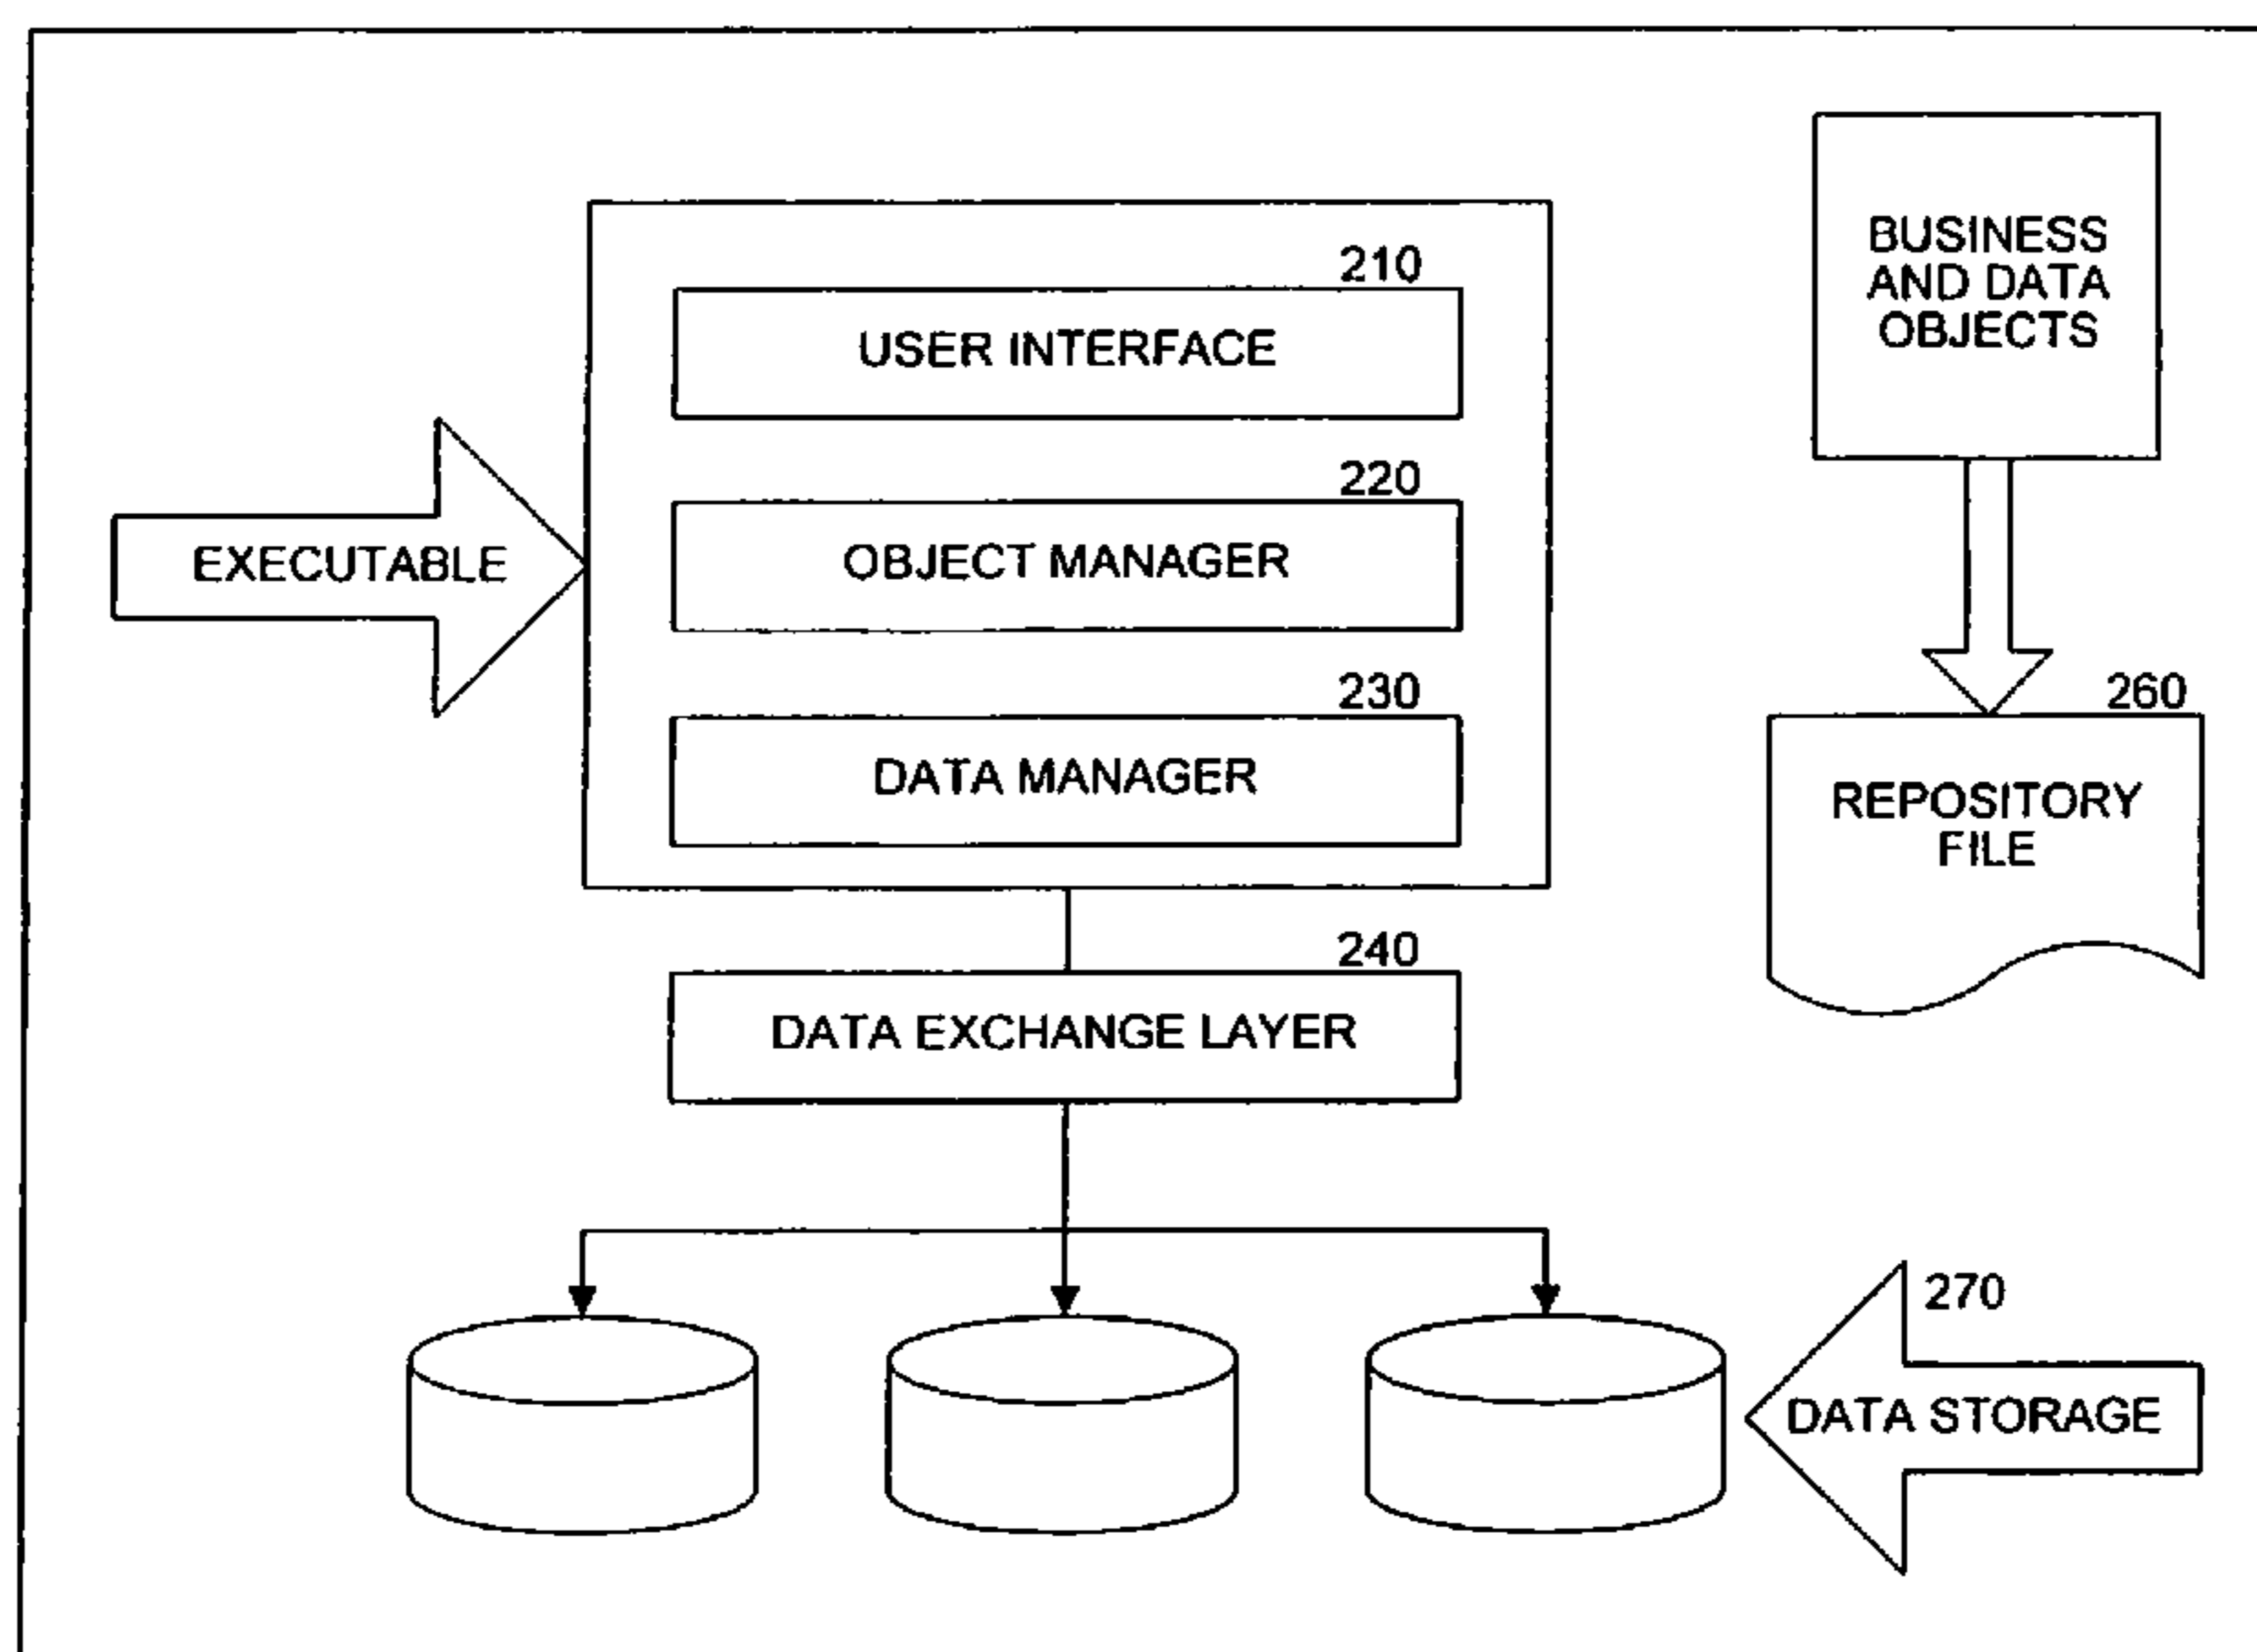 210
USER INTERFACE
BUSINESS
AND DATA
OBJECTS
220
EXECUTABLE
OBJECT MANAGER
230
DATA MANAGER
260
REPOSITORY
FILE
240
DATA EXCHANGE LAYER
270
DATA STORAGE